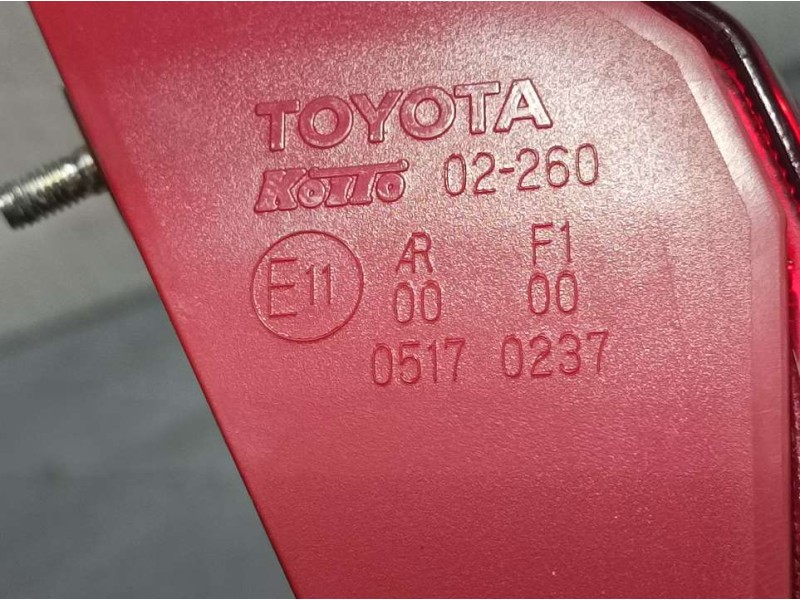 TOYOTA
KOITO 02-260
E11 AR F1
00 00
0517 0237